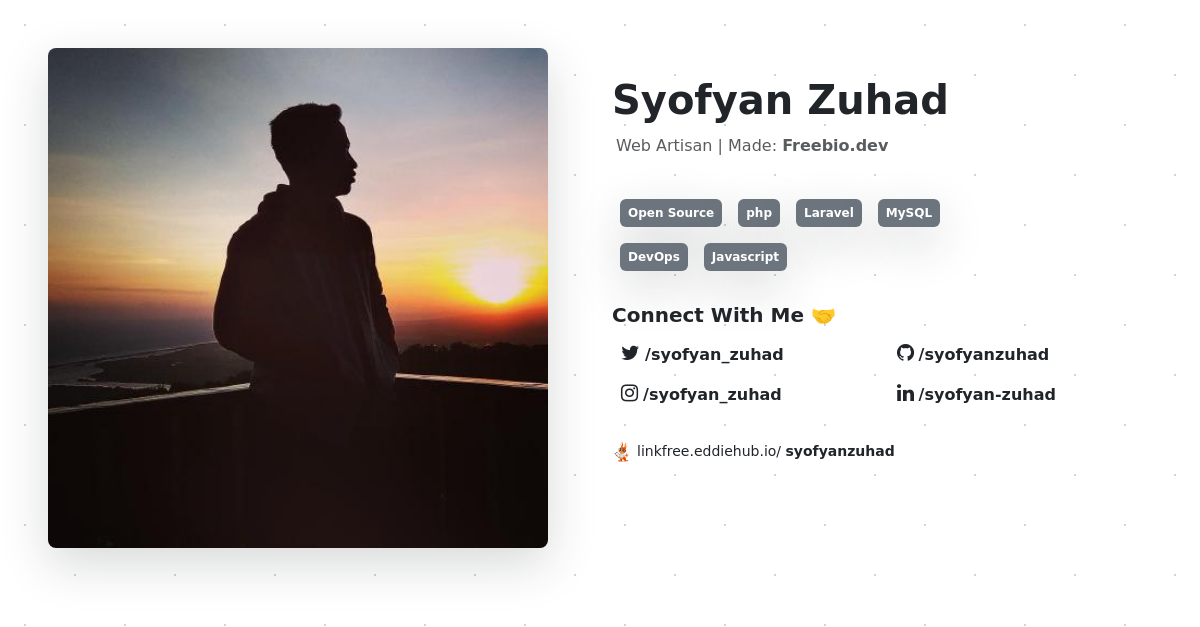 Syofyan Zuhad
Web Artisan | Made: Freebio.dev
Open Source php Laravel MySQL
DevOps Javascript
Connect With Me 🤝
/syofyan_zuhad /syofyanzuhad
/syofyan_zuhad /syofyan-zuhad
linkfree.eddiehub.io/ syofyanzuhad